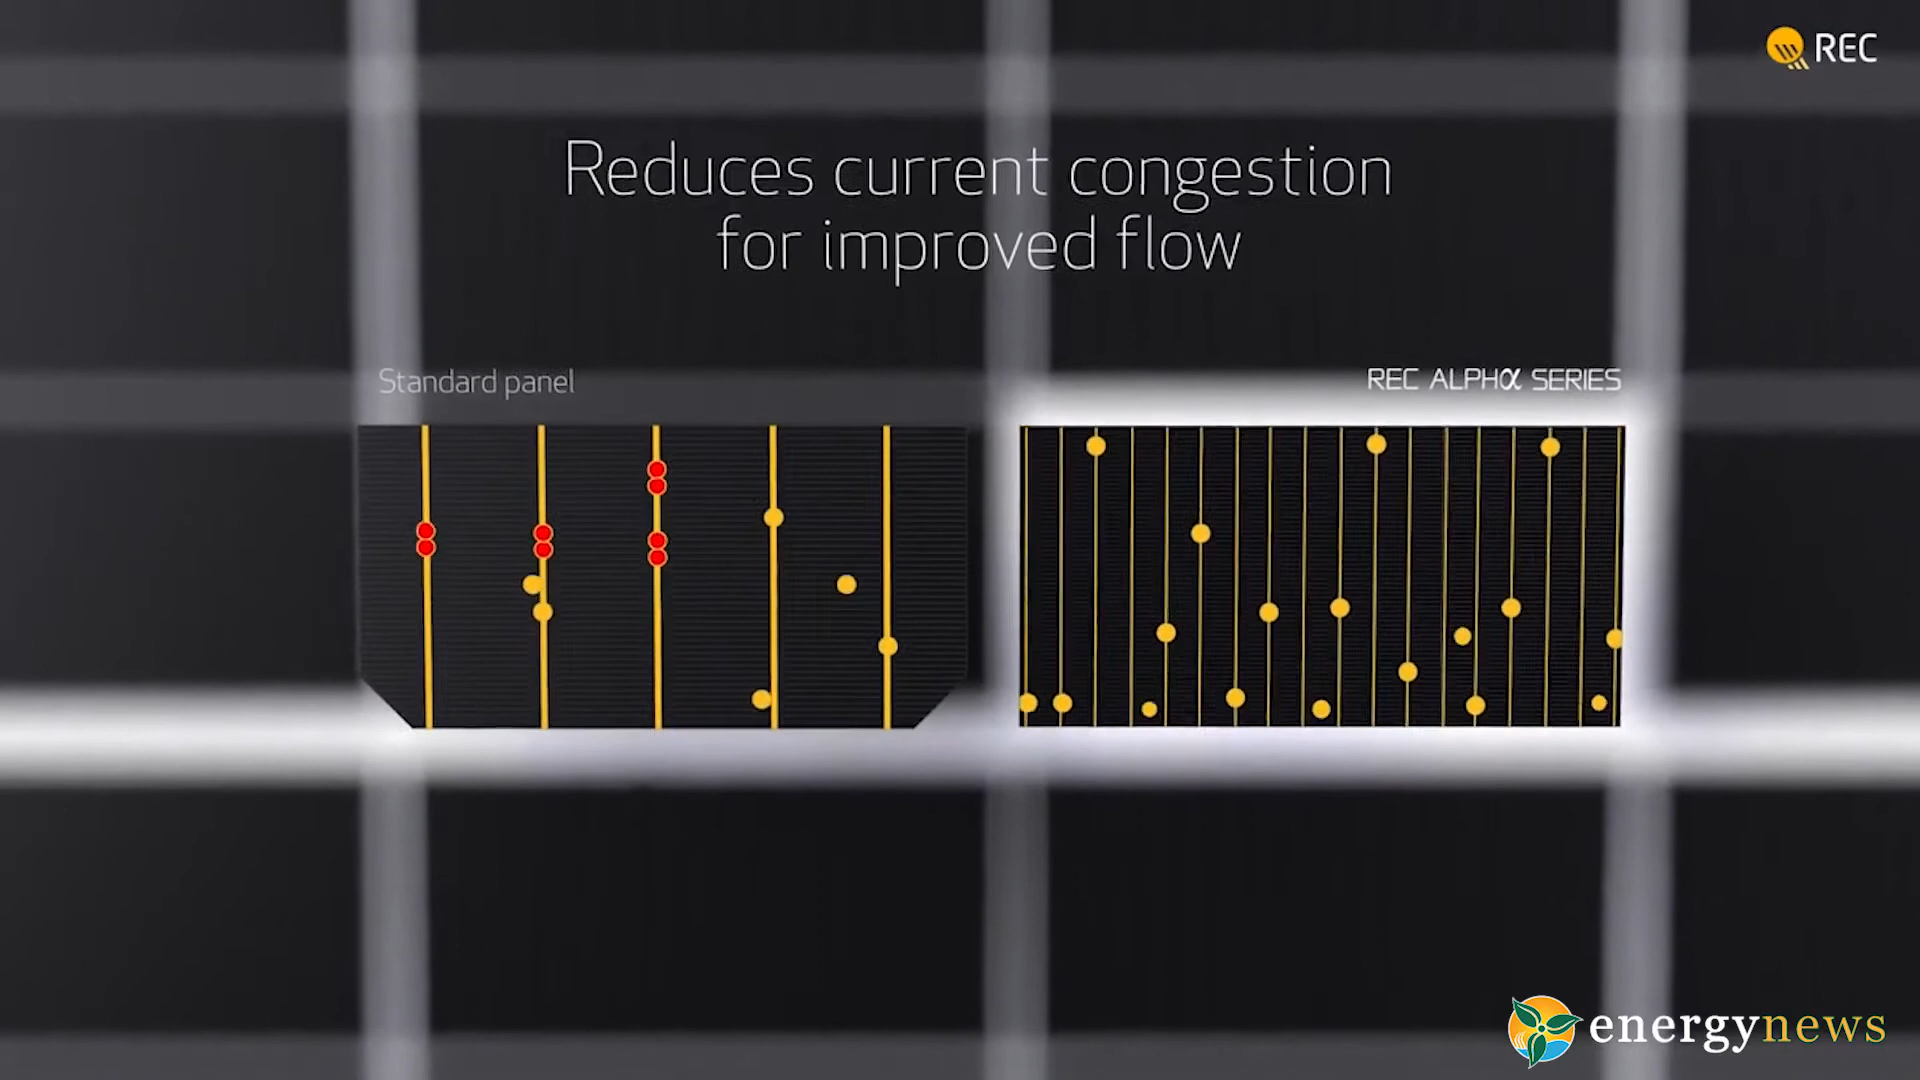 REC
Reduces current congestion
for improved flow
Standard panel
REC ALPHα SERIES
energynews